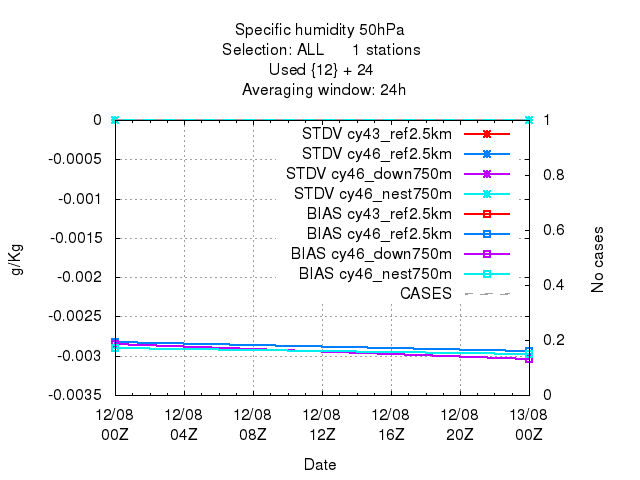 Specific humidity 50hPa
Selection: ALL 1 stations
Used {12} + 24
Averaging window: 24h
STDV cy43_ref2.5km
STDV cy46_ref2.5km
STDV cy46_down750m
STDV cy46_nest750m
BIAS cy43_ref2.5km
BIAS cy46_ref2.5km
BIAS cy46_down750m
BIAS cy46_nest750m
CASES
g/Kg
0
-0.0005
-0.001
-0.0015
-0.002
-0.0025
-0.003
-0.0035
1
0.8
0.6
0.4
0.2
0
No cases
12/08 12/08 12/08 12/08 12/08 12/08 13/08
00Z 04Z 08Z 12Z 16Z 20Z 00Z
Date